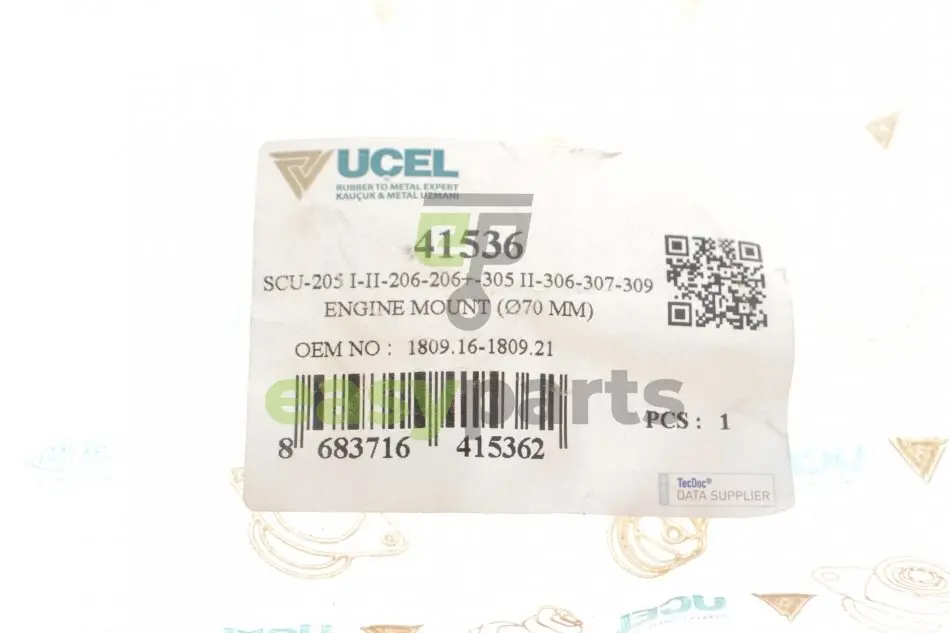 UÇEL
RUBBER TO METAL EXPERT
KAUÇUK & METAL UZMANI
ep
41536
SCU-205 I-II-206-206+-305 II-306-307-309
ENGINE MOUNT (Ø70 MM)
OEM NO : 1809.16-1809.21
easyparts
PCS : 1
8 683716 415362
TecDoc®
DATA SUPPLIER
UCEL